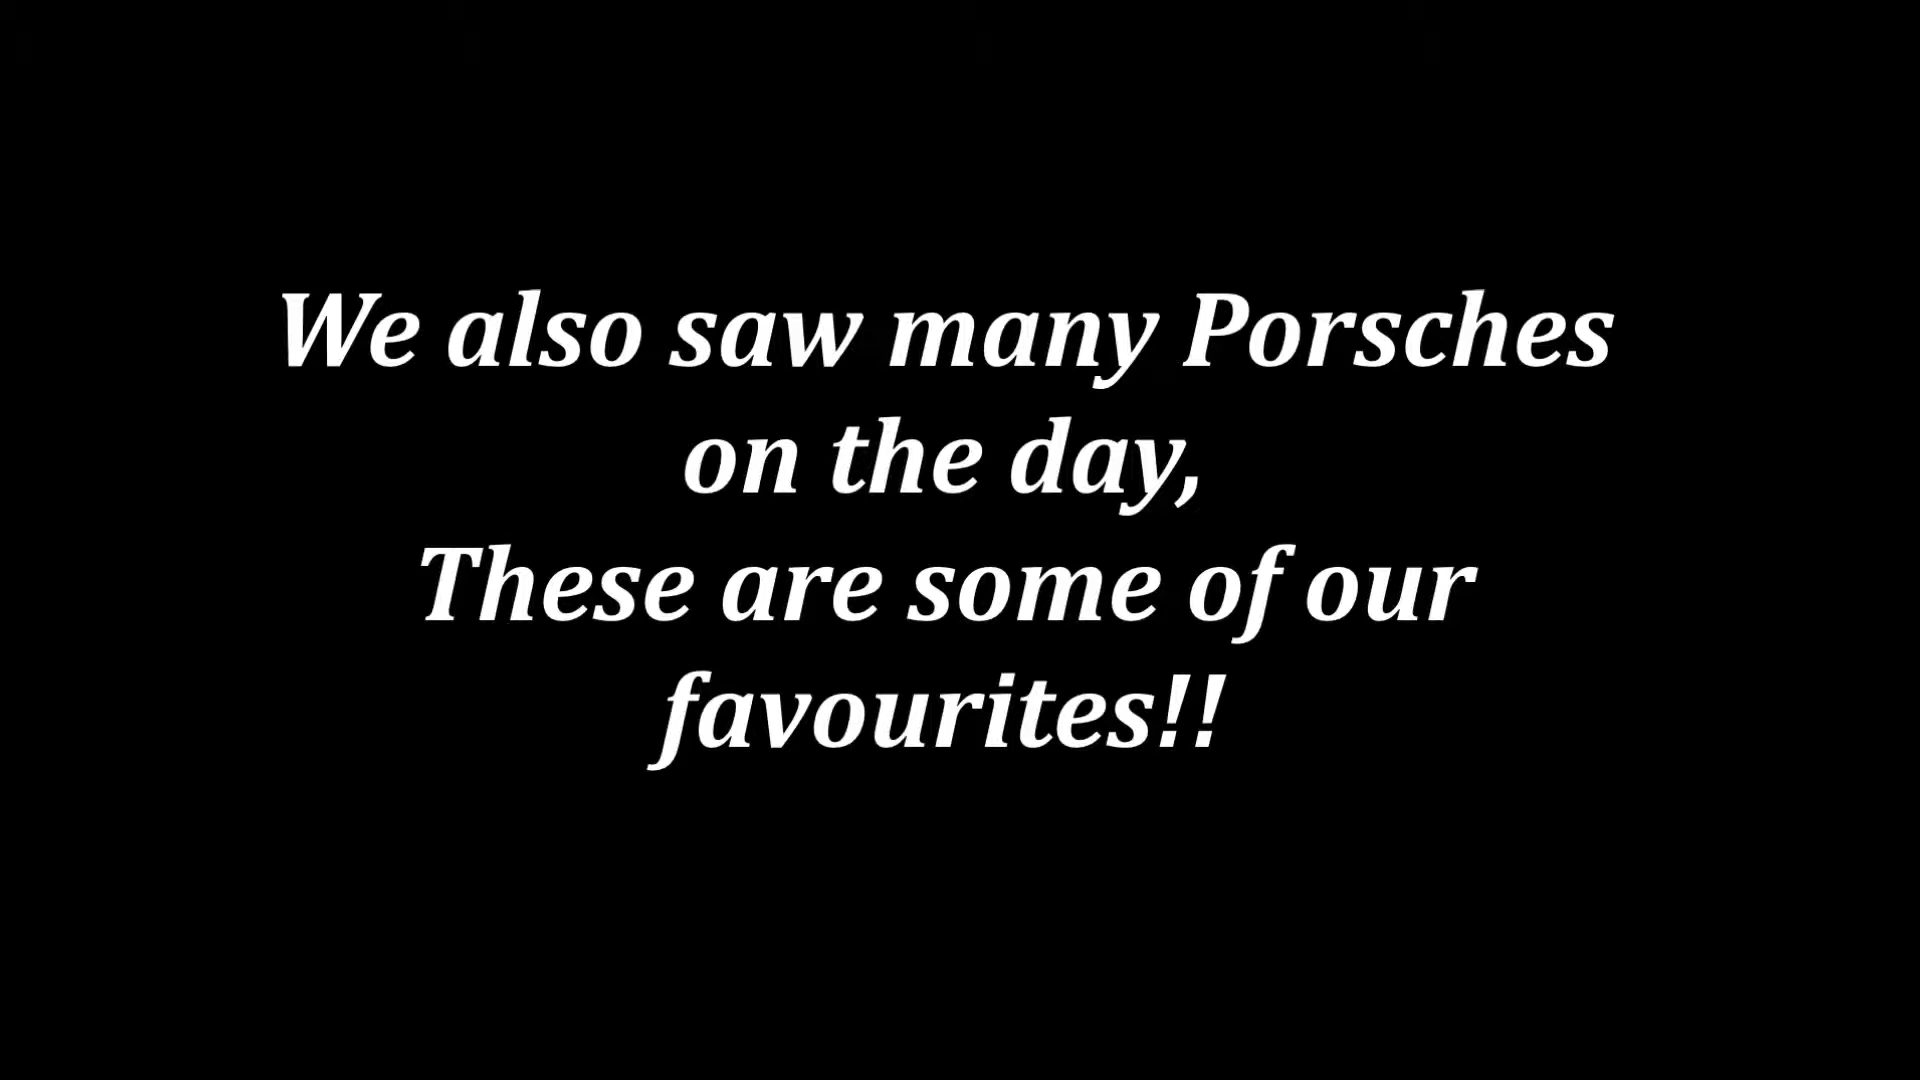 We also saw many Porsches
on the day,
These are some of our
favourites!!